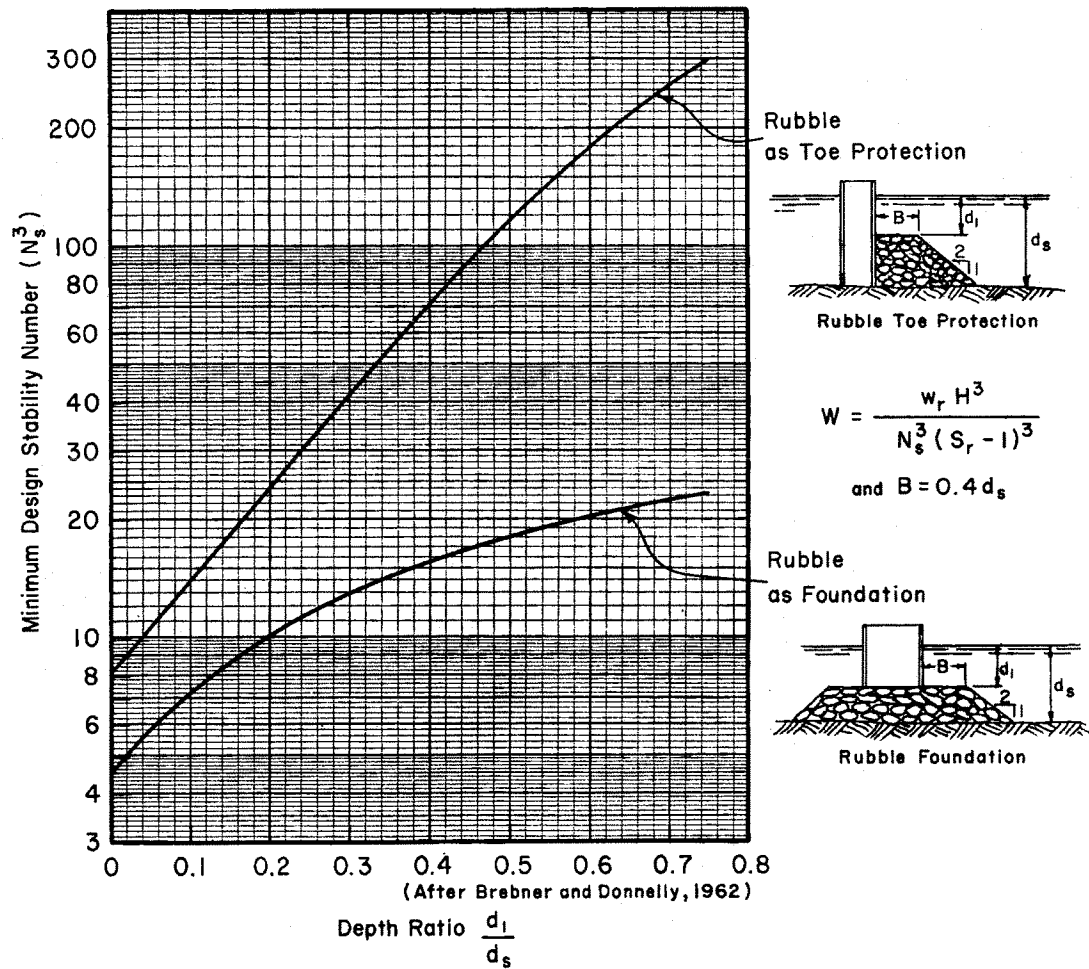 Minimum Design Stability Number (N_s^3)
300
200
100
80
60
40
30
20
10
8
6
4
3
0 0.1 0.2 0.3 0.4 0.5 0.6 0.7 0.8
(After Brebner and Donnelly, 1962)
Depth Ratio d_1/d_s
Rubble
as Toe Protection
B
d_1
d_s
2
1
Rubble Toe Protection
W = w_r H^3 / N_s^3 (S_r - 1)^3
and B = 0.4 d_s
Rubble
as Foundation
B
d_1
d_s
2
1
Rubble Foundation